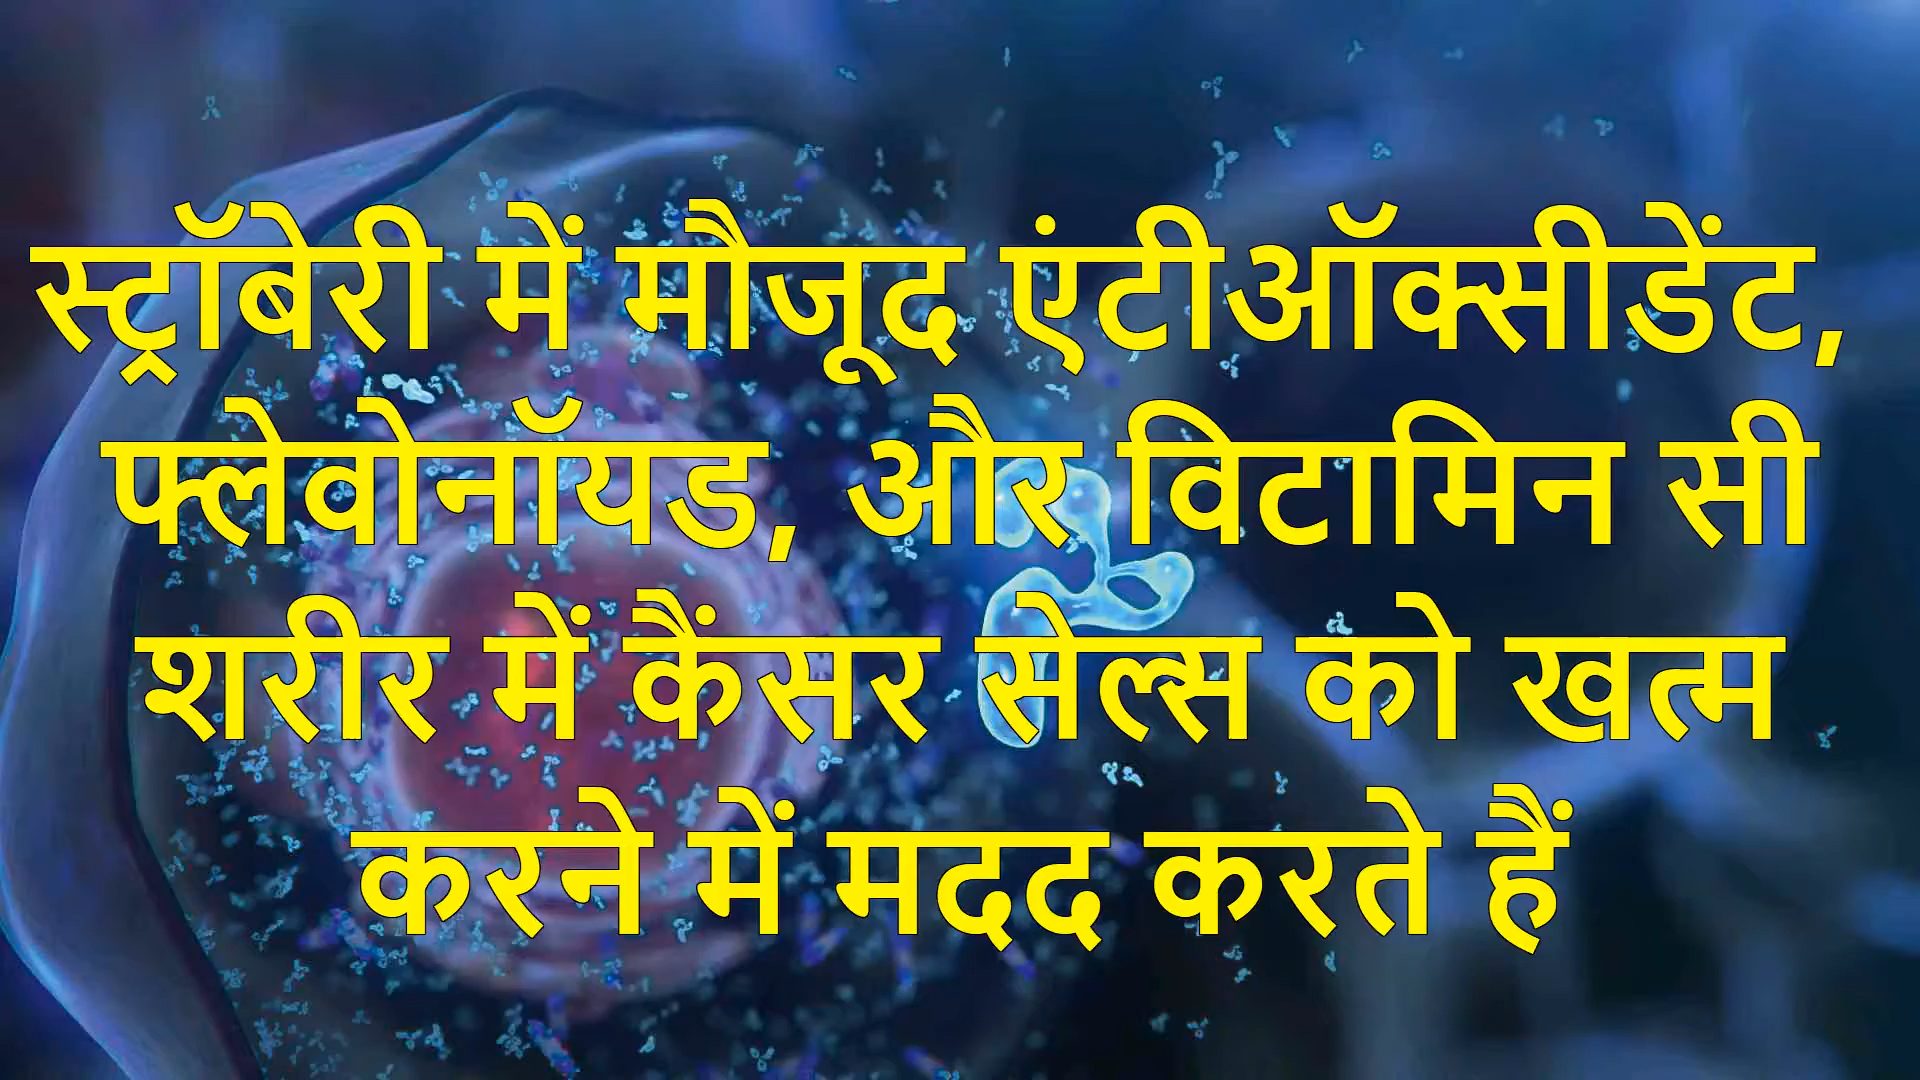 स्ट्रॉबेरी में मौजूद एंटीऑक्सीडेंट,
फ्लेवोनॉयड, और विटामिन सी
शरीर में कैंसर सेल्स को खत्म
करने में मदद करते हैं